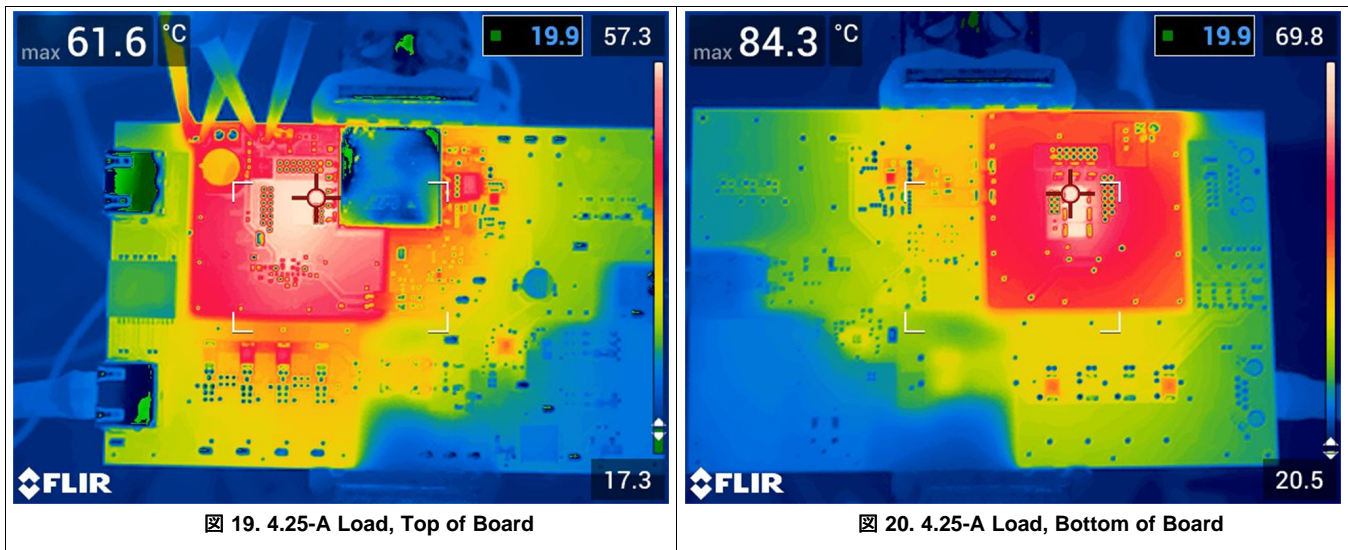 max 61.6 °C
19.9
57.3
17.3
FLIR
図 19. 4.25-A Load, Top of Board
max 84.3 °C
19.9
69.8
20.5
FLIR
図 20. 4.25-A Load, Bottom of Board